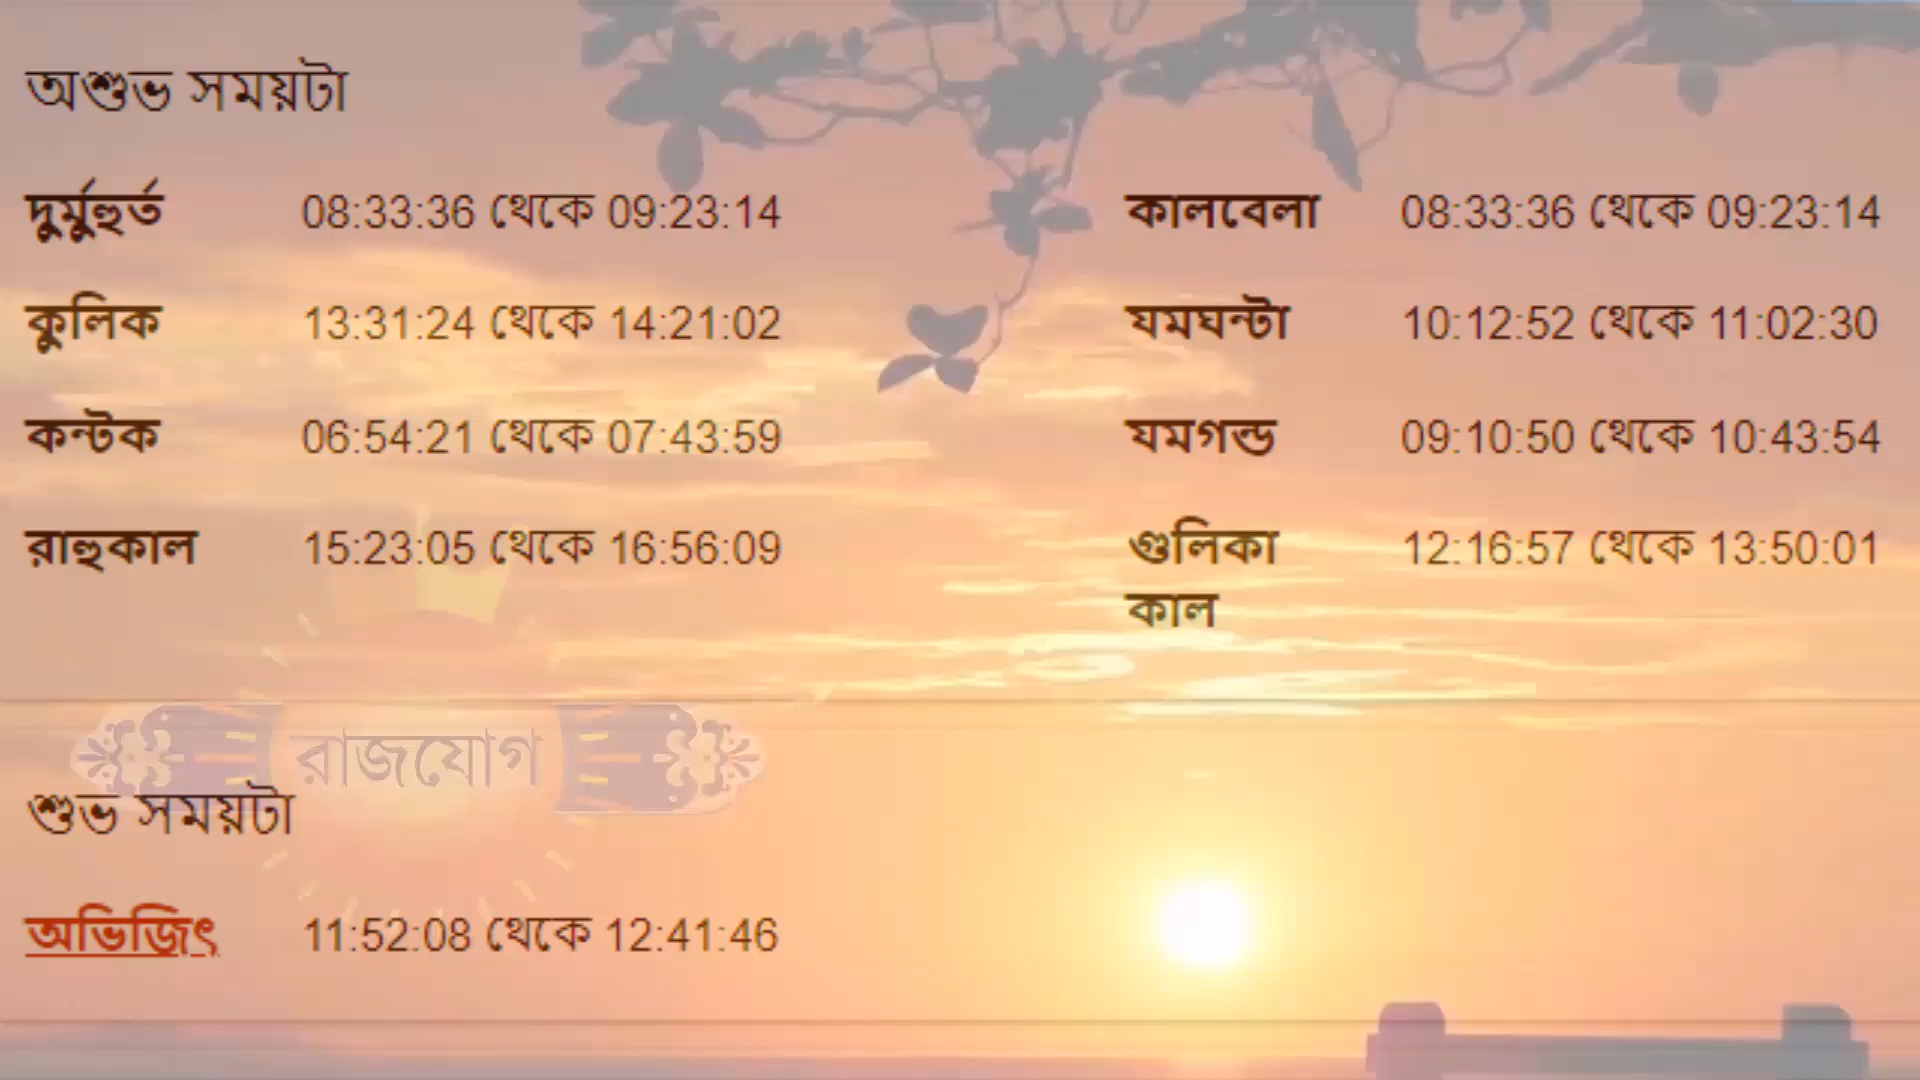 অশুভ সময়টা
দুর্মুহুর্ত 08:33:36 থেকে 09:23:14 কালবেলা 08:33:36 থেকে 09:23:14
কুলিক 13:31:24 থেকে 14:21:02 যমঘন্টা 10:12:52 থেকে 11:02:30
কন্টক 06:54:21 থেকে 07:43:59 যমগন্ড 09:10:50 থেকে 10:43:54
রাহুকাল 15:23:05 থেকে 16:56:09 গুলিকা 12:16:57 থেকে 13:50:01
কাল
রাজযোগ
শুভ সময়টা
অভিজিৎ 11:52:08 থেকে 12:41:46